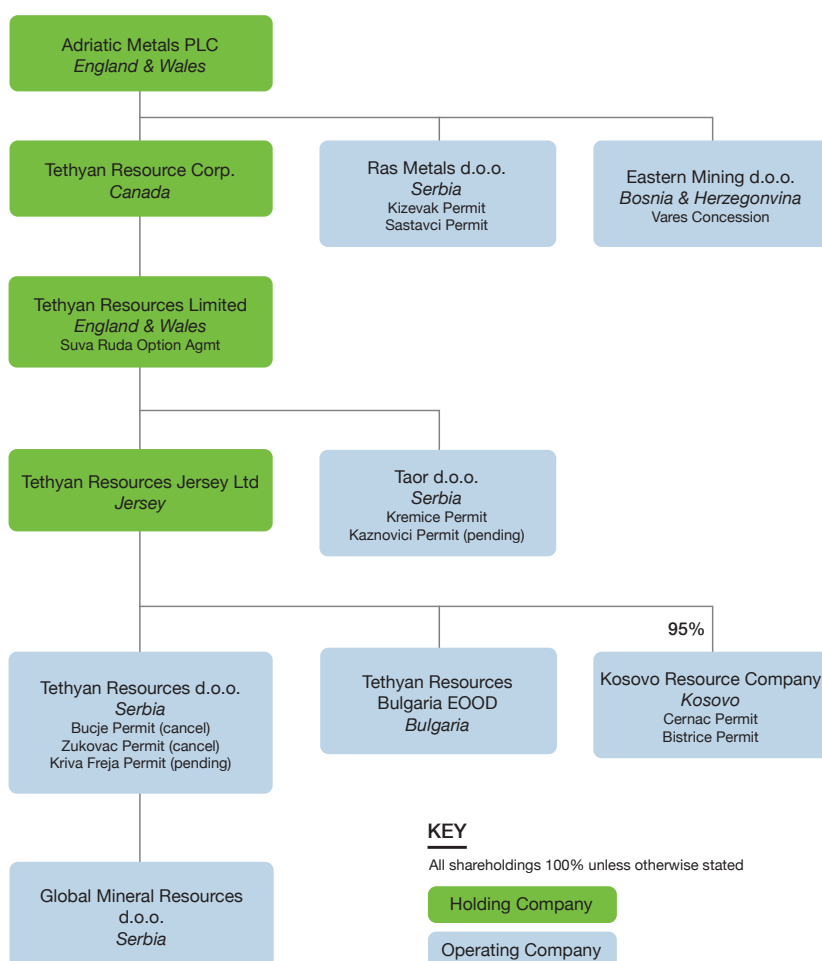 Adriatic Metals PLC
England & Wales
Tethyan Resource Corp.
Canada
Ras Metals d.o.o.
Serbia
Kizevak Permit
Sastavci Permit
Eastern Mining d.o.o.
Bosnia & Herzegonvina
Vares Concession
Tethyan Resources Limited
England & Wales
Suva Ruda Option Agmt
Tethyan Resources Jersey Ltd
Jersey
Taor d.o.o.
Serbia
Kremice Permit
Kaznovici Permit (pending)
95%
Tethyan Resources d.o.o.
Serbia
Bucje Permit (cancel)
Zukovac Permit (cancel)
Kriva Freja Permit (pending)
Tethyan Resources
Bulgaria EOOD
Bulgaria
Kosovo Resource Company
Kosovo
Cernac Permit
Bistrice Permit
Global Mineral Resources
d.o.o.
Serbia
KEY
All shareholdings 100% unless otherwise stated
Holding Company
Operating Company